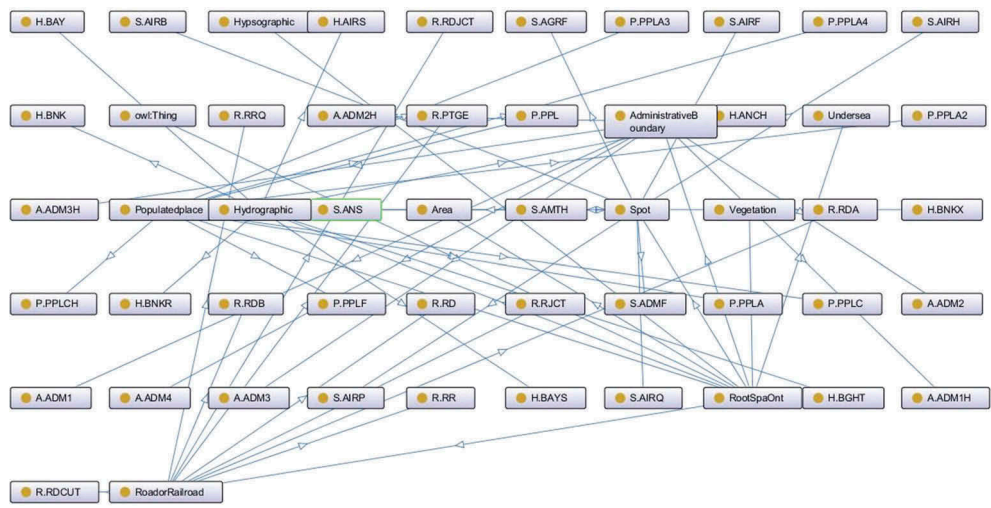 H.BAY
S.AIRB
Hypsographic
H.AIRS
R.RDJCT
S.AGRF
P.PPLA3
S.AIRF
P.PPLA4
S.AIRH
H.BNK
owl:Thing
R.RRQ
A.ADM2H
R.PTGE
P.PPL
AdministrativeB
oundary
H.ANCH
Undersea
P.PPLA2
A.ADM3H
Populatedplace
Hydrographic
S.ANS
Area
S.AMTH
Spot
Vegetation
R.RDA
H.BNKX
P.PPLCH
H.BNKR
R.RDB
P.PPLF
R.RD
R.RJCT
S.ADMF
P.PPLA
P.PPLC
A.ADM2
A.ADM1
A.ADM4
A.ADM3
S.AIRP
R.RR
H.BAYS
S.AIRQ
RootSpaOnt
H.BGHT
A.ADM1H
R.RDCUT
RoadorRailroad